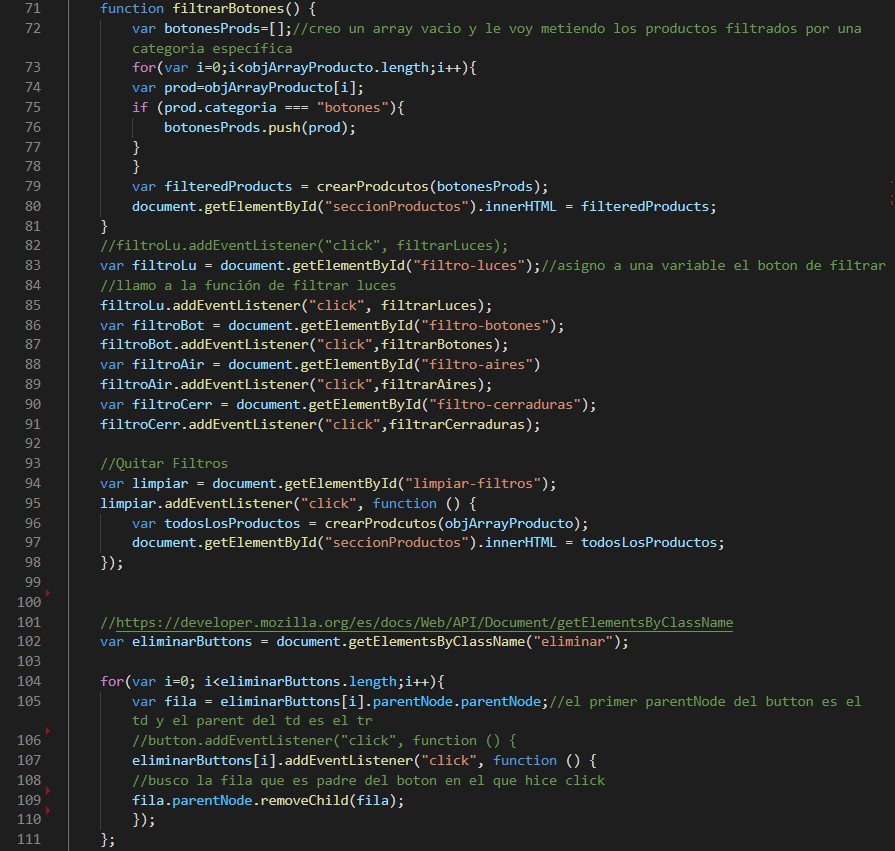 71 function filtrarBotones() {
72 var botonesProds=[];//creo un array vacio y le voy metiendo los productos filtrados por una
categoria específica
73 for(var i=0;i<objArrayProducto.length;i++){
74 var prod=objArrayProducto[i];
75 if (prod.categoria === "botones"){
76 botonesProds.push(prod);
77 }
78 }
79 var filteredProducts = crearProdcutos(botonesProds);
80 document.getElementById("seccionProductos").innerHTML = filteredProducts;
81 }
82 //filtroLu.addEventListener("click", filtrarLuces);
83 var filtroLu = document.getElementById("filtro-luces");//asigno a una variable el boton de filtrar
84 //llamo a la función de filtrar luces
85 filtroLu.addEventListener("click", filtrarLuces);
86 var filtroBot = document.getElementById("filtro-botones");
87 filtroBot.addEventListener("click",filtrarBotones);
88 var filtroAir = document.getElementById("filtro-aires")
89 filtroAir.addEventListener("click",filtrarAires);
90 var filtroCerr = document.getElementById("filtro-cerraduras");
91 filtroCerr.addEventListener("click",filtrarCerraduras);
92
93 //Quitar Filtros
94 var limpiar = document.getElementById("limpiar-filtros");
95 limpiar.addEventListener("click", function () {
96 var todosLosProductos = crearProdcutos(objArrayProducto);
97 document.getElementById("seccionProductos").innerHTML = todosLosProductos;
98 });
99
100
101 //https://developer.mozilla.org/es/docs/Web/API/Document/getElementsByClassName
102 var eliminarButtons = document.getElementsByClassName("eliminar");
103
104 for(var i=0; i<eliminarButtons.length;i++){
105 var fila = eliminarButtons[i].parentNode.parentNode;//el primer parentNode del button es el
td y el parent del td es el tr
106 //button.addEventListener("click", function () {
107 eliminarButtons[i].addEventListener("click", function () {
108 //busco la fila que es padre del boton en el que hice click
109 fila.parentNode.removeChild(fila);
110 });
111 };